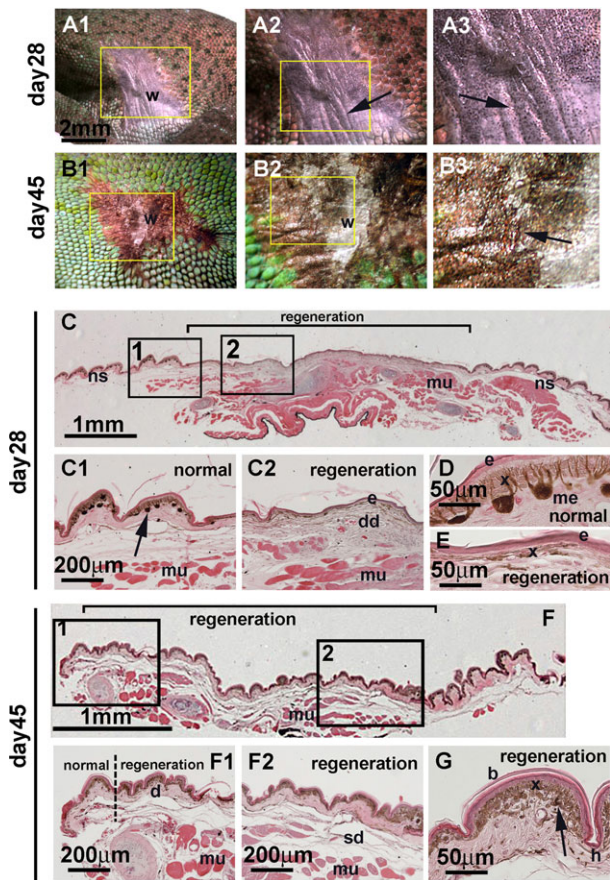 A1 A2 A3
day28
w
2mm
B1 B2 B3
day45
w w
C regeneration
1 2
ns mu ns
1mm
day28
C1 normal C2 regeneration D e
x
e
dd
50μm me
normal
E e
x
200μm mu mu 50μm regeneration
regeneration F
1 2
mu
1mm
day45
normal regeneration F1 F2 regeneration G regeneration
b
x
d
sd
h
200μm mu 200μm mu 50μm